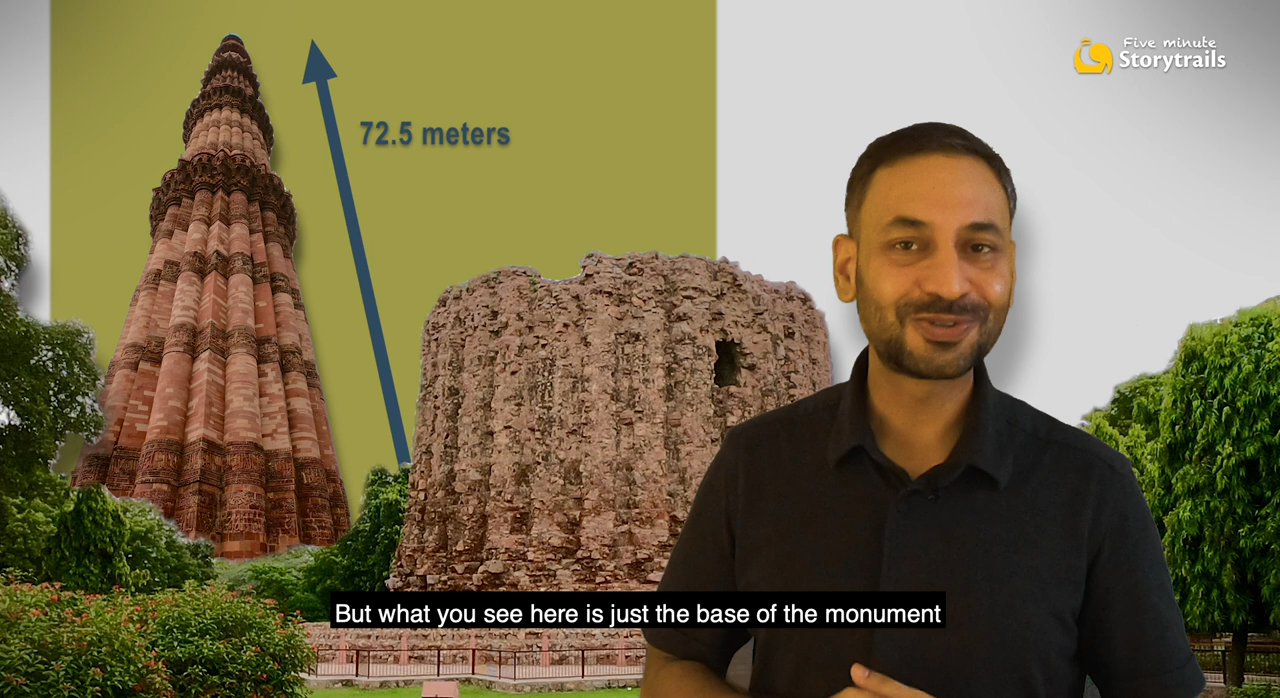 Five minute
Storytrails
72.5 meters
But what you see here is just the base of the monument